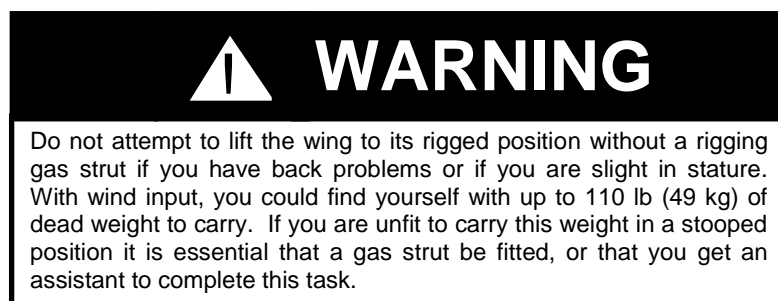 WARNING
Do not attempt to lift the wing to its rigged position without a rigging
gas strut if you have back problems or if you are slight in stature.
With wind input, you could find yourself with up to 110 lb (49 kg) of
dead weight to carry.  If you are unfit to carry this weight in a stooped
position it is essential that a gas strut be fitted, or that you get an
assistant to complete this task.